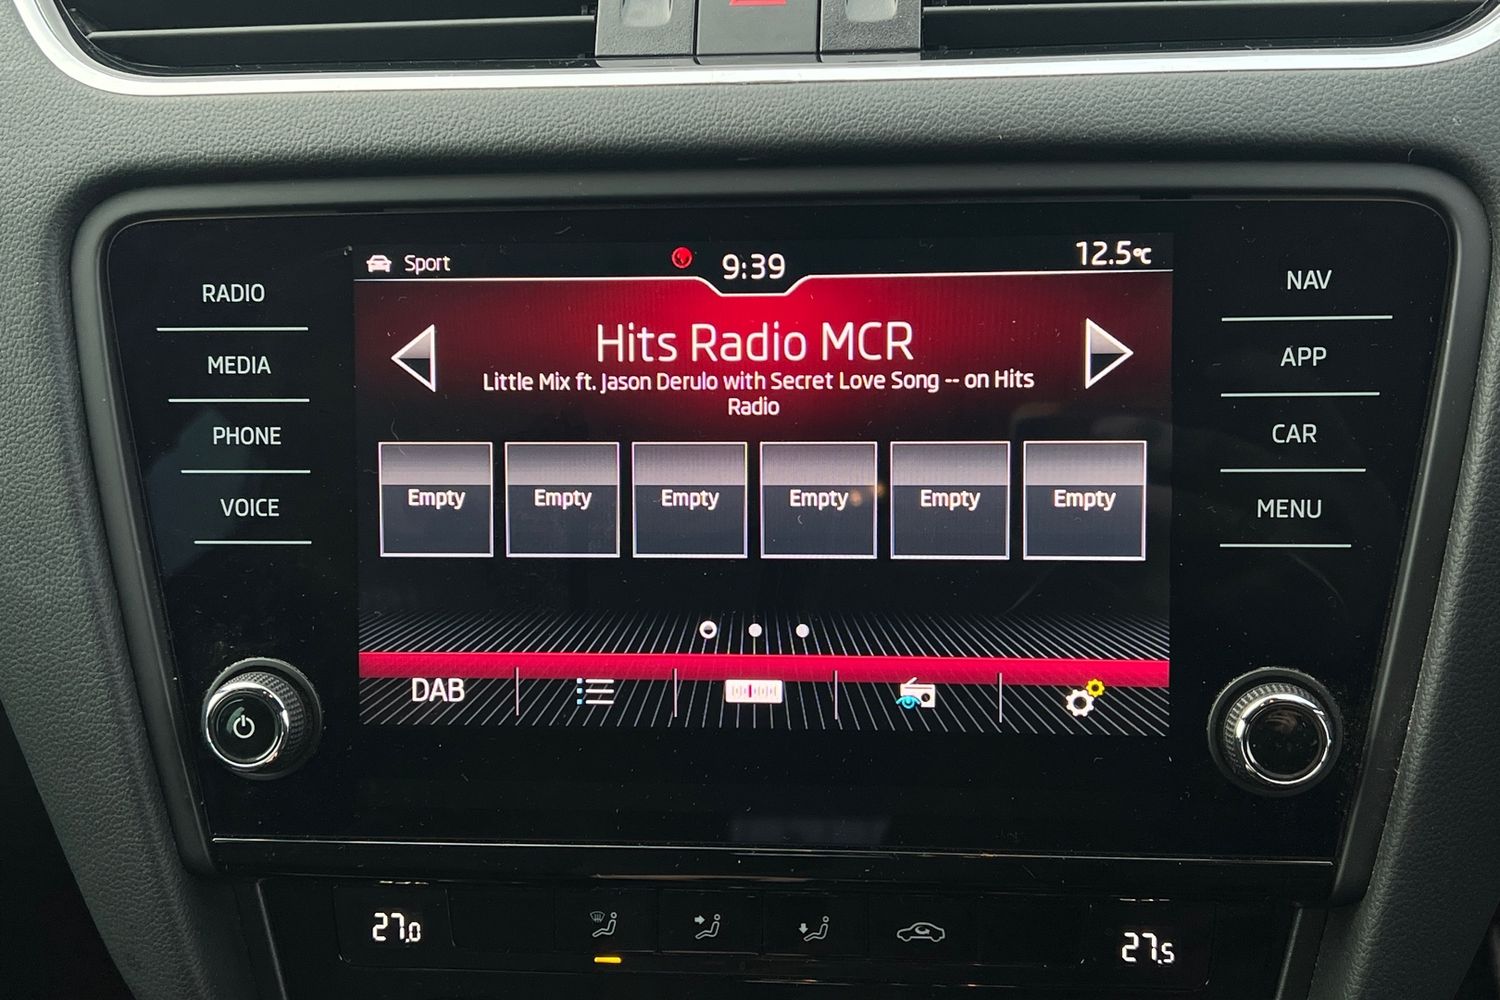 Sport
9:39
12.5°C
RADIO
MEDIA
PHONE
VOICE
NAV
APP
CAR
MENU
Hits Radio MCR
Little Mix ft. Jason Derulo with Secret Love Song -- on Hits
Radio
Empty Empty Empty Empty Empty Empty
DAB
27.0
27.5